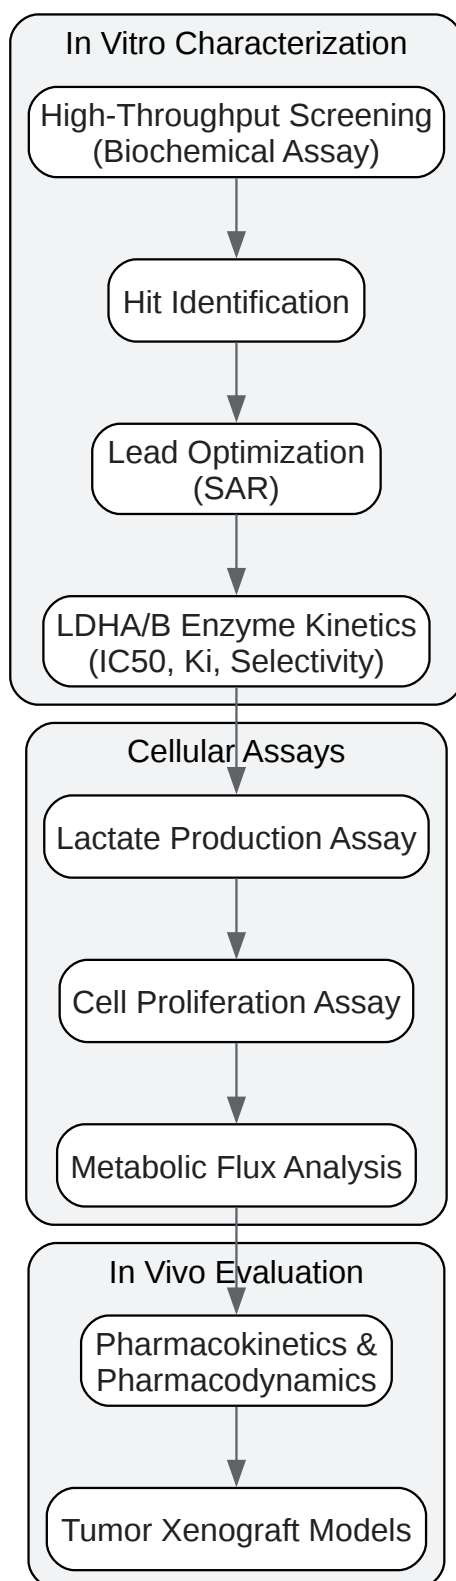 In Vitro Characterization
High-Throughput Screening
(Biochemical Assay)
Hit Identification
Lead Optimization
(SAR)
LDHA/B Enzyme Kinetics
(IC50, Ki, Selectivity)
Cellular Assays
Lactate Production Assay
Cell Proliferation Assay
Metabolic Flux Analysis
In Vivo Evaluation
Pharmacokinetics &
Pharmacodynamics
Tumor Xenograft Models